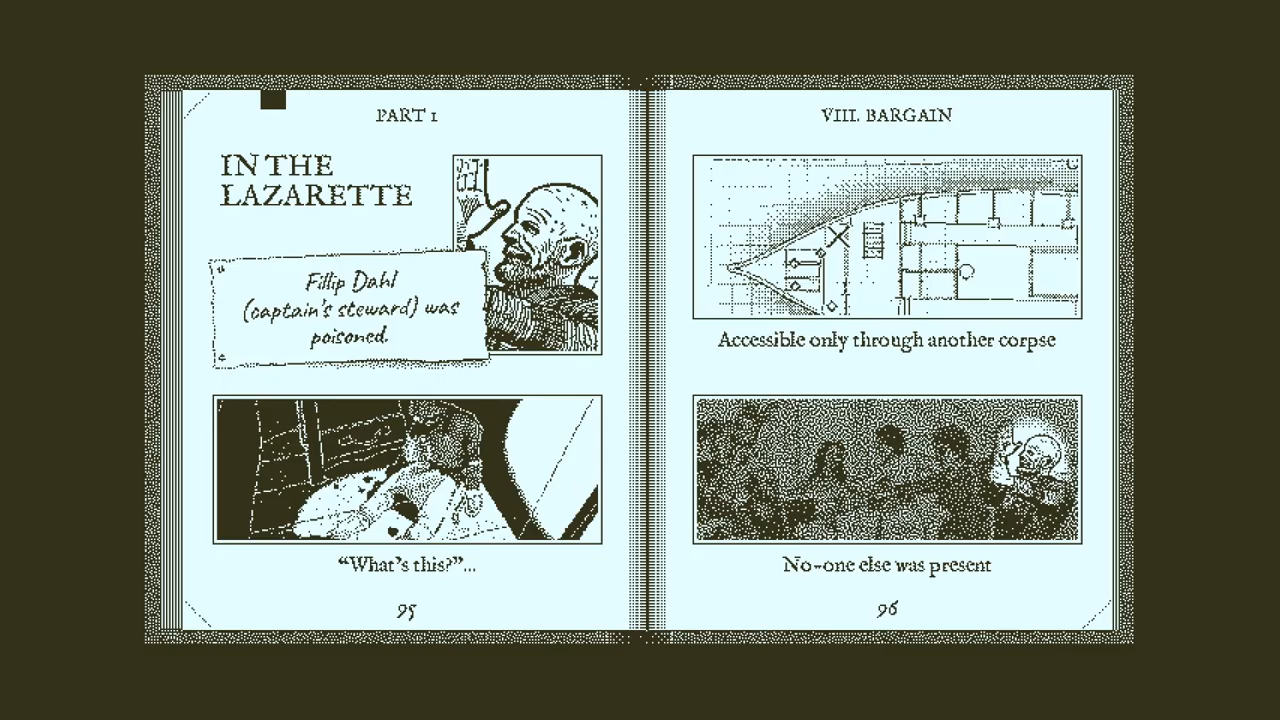 PART 1
IN THE
LAZARETTE
Fillip Dahl
(captain's steward) was
poisoned.
“What's this?”...
95
VIII. BARGAIN
Accessible only through another corpse
No-one else was present
96